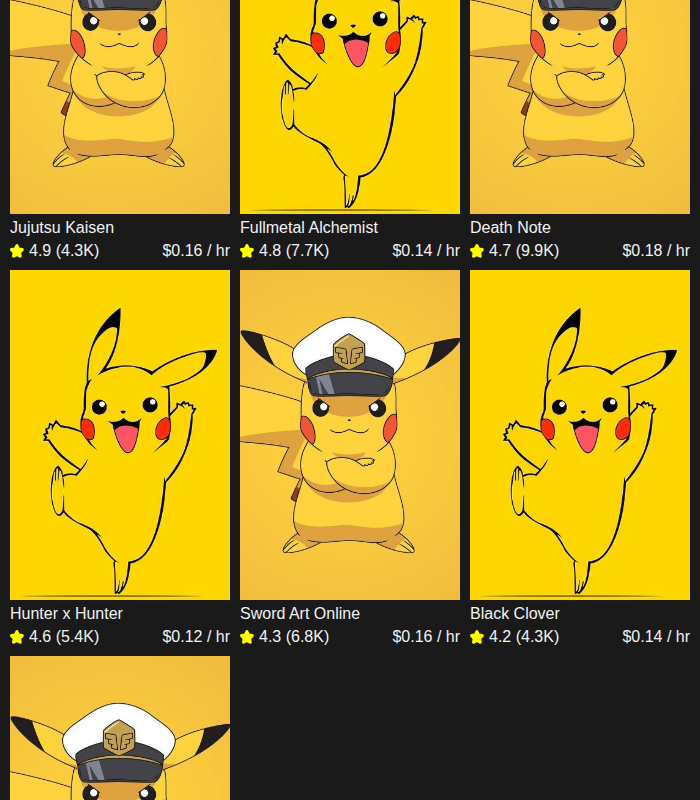 Jujutsu Kaisen
4.9 (4.3K) $0.16 / hr
Fullmetal Alchemist
4.8 (7.7K) $0.14 / hr
Death Note
4.7 (9.9K) $0.18 / hr
Hunter x Hunter
4.6 (5.4K) $0.12 / hr
Sword Art Online
4.3 (6.8K) $0.16 / hr
Black Clover
4.2 (4.3K) $0.14 / hr